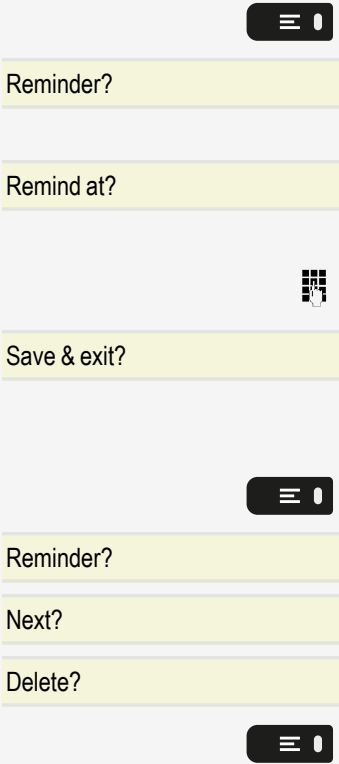 Reminder?
Remind at?
Save & exit?
Reminder?
Next?
Delete?